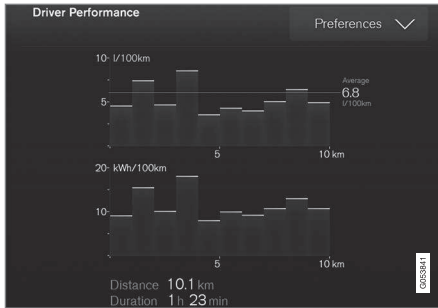 Driver Performance
Preferences
10 l/100km
Average
6.8
l/100km
5
5 10 km
20 kWh/100km
10
5 10 km
Distance 10.1 km
Duration 1 h 23 min
G053841